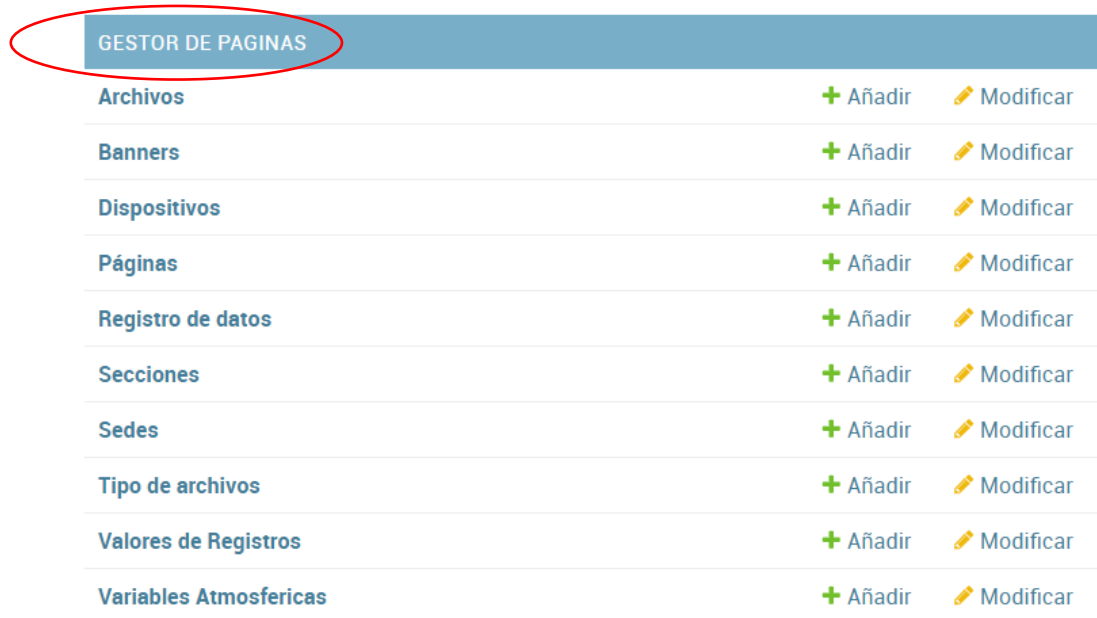 GESTOR DE PAGINAS
Archivos Añadir Modificar
Banners Añadir Modificar
Dispositivos Añadir Modificar
Páginas Añadir Modificar
Registro de datos Añadir Modificar
Secciones Añadir Modificar
Sedes Añadir Modificar
Tipo de archivos Añadir Modificar
Valores de Registros Añadir Modificar
Variables Atmosfericas Añadir Modificar